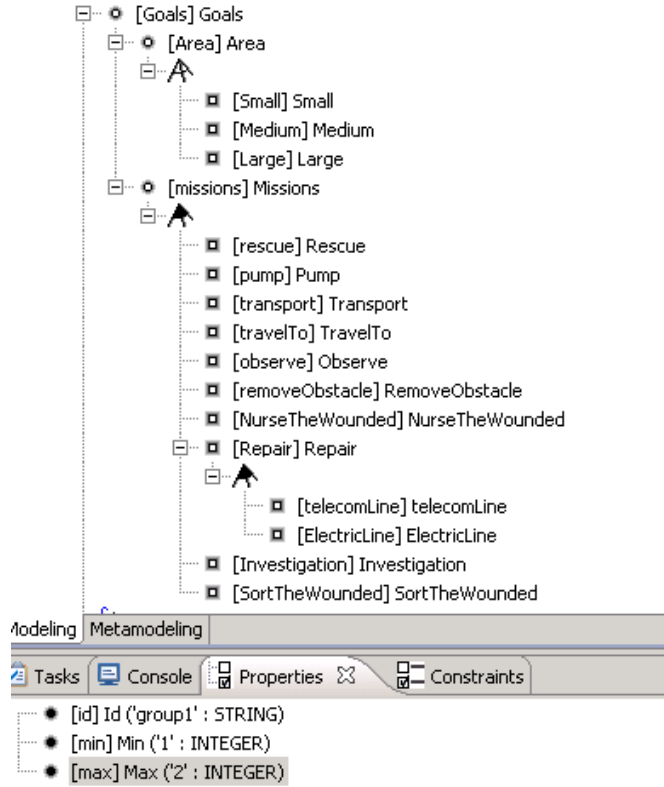 [Goals] Goals
[Area] Area
[Small] Small
[Medium] Medium
[Large] Large
[missions] Missions
[rescue] Rescue
[pump] Pump
[transport] Transport
[travelTo] TravelTo
[observe] Observe
[removeObstacle] RemoveObstacle
[NurseTheWounded] NurseTheWounded
[Repair] Repair
[telecomLine] telecomLine
[ElectricLine] ElectricLine
[Investigation] Investigation
[SortTheWounded] SortTheWounded
Modeling Metamodeling
Tasks Console Properties Constraints
[id] Id ('group1' : STRING)
[min] Min ('1' : INTEGER)
[max] Max ('2' : INTEGER)